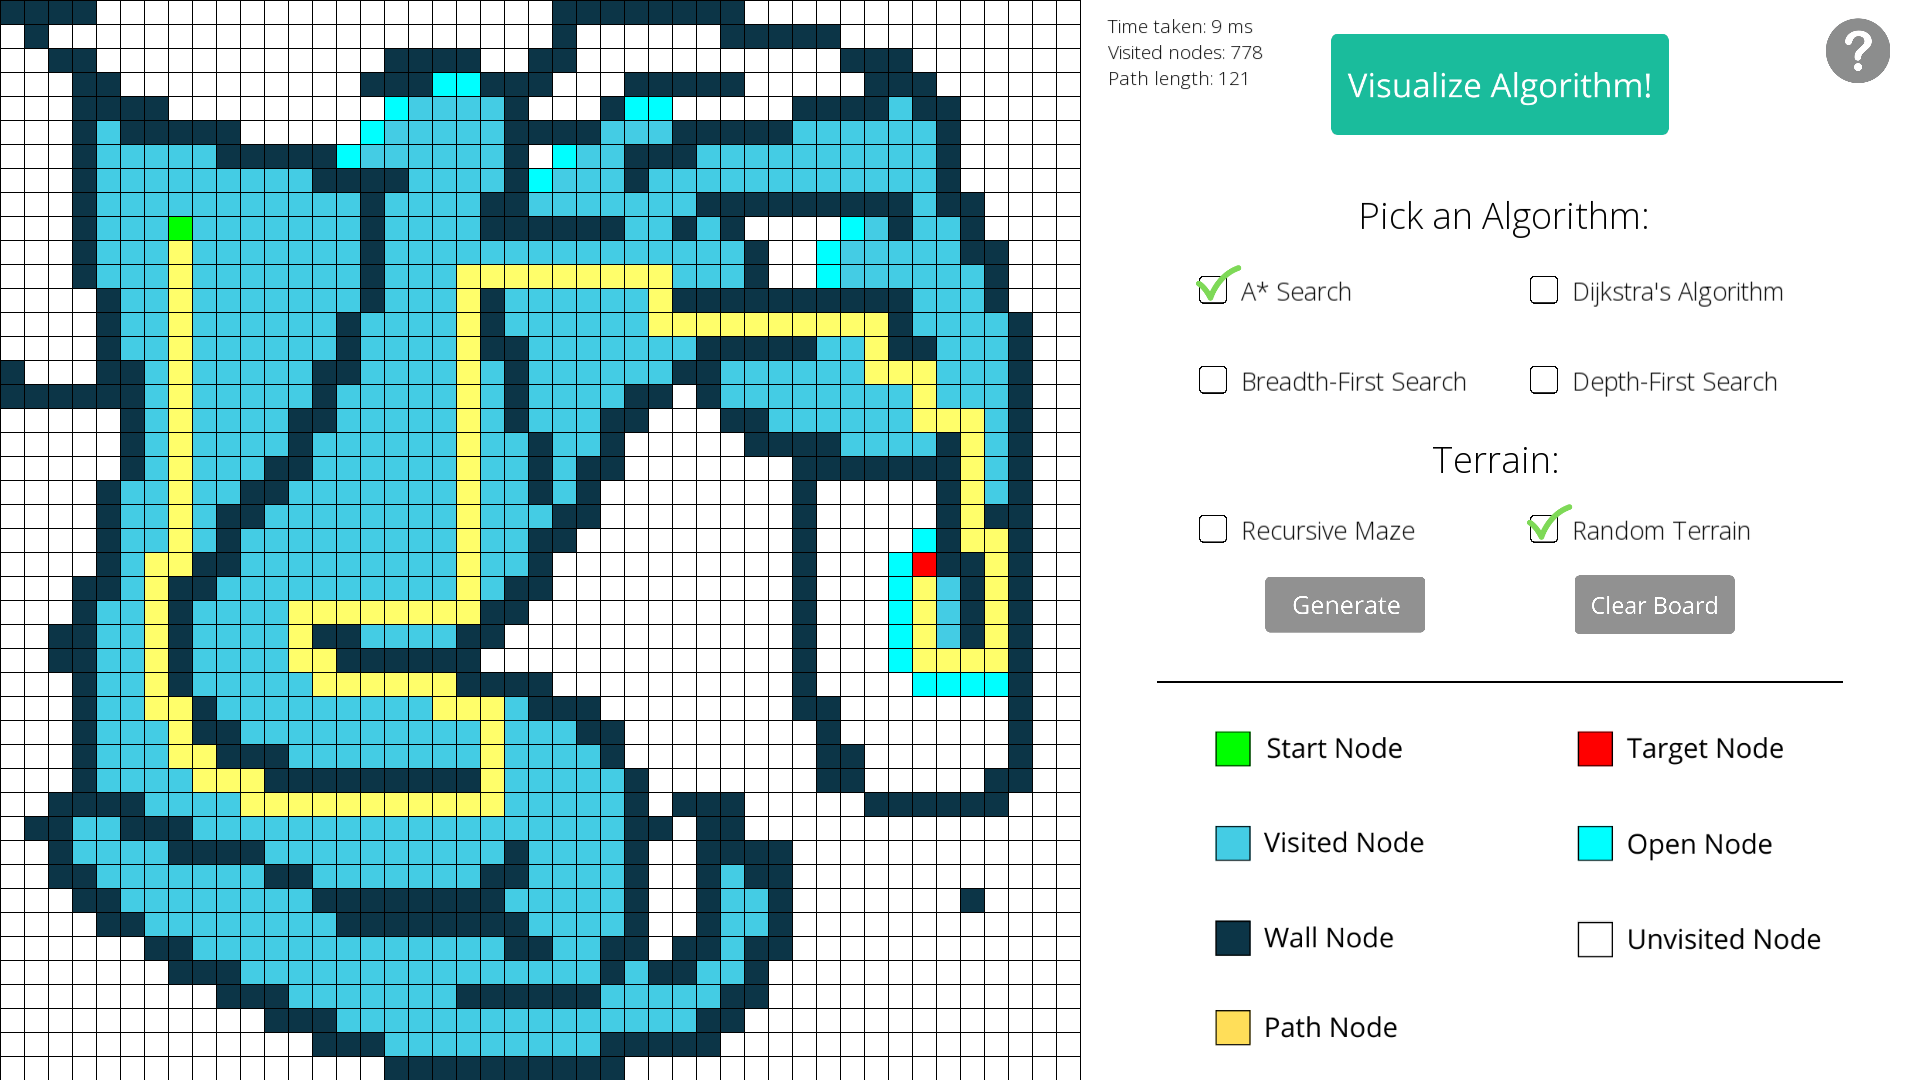 Time taken: 9 ms
Visited nodes: 778
Path length: 121
Visualize Algorithm!
?
Pick an Algorithm:
A* Search
Dijkstra's Algorithm
Breadth-First Search
Depth-First Search
Terrain:
Recursive Maze
Random Terrain
Generate
Clear Board
Start Node
Target Node
Visited Node
Open Node
Wall Node
Unvisited Node
Path Node